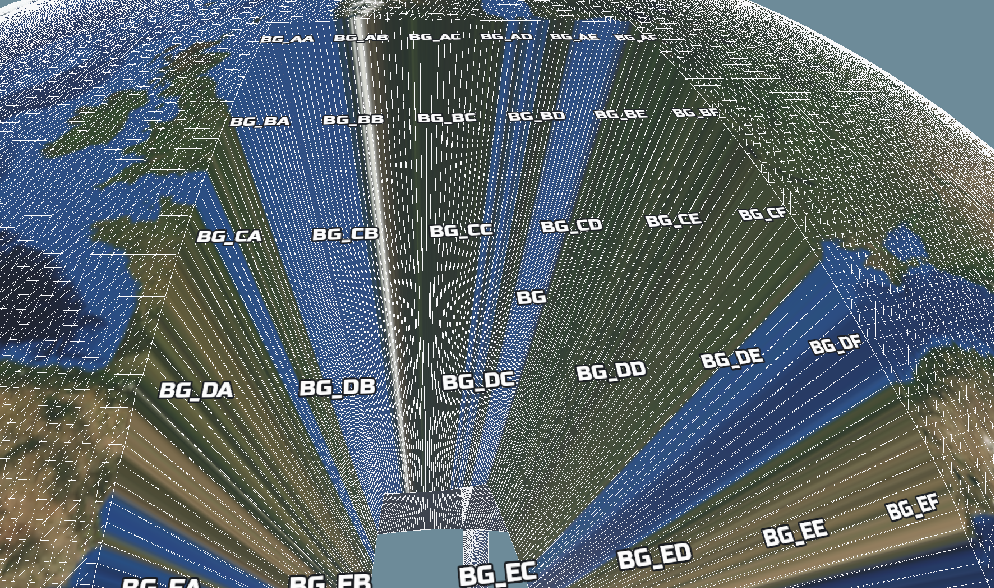 BG_AA BG_AB BG_AC BG_AD BG_AE BG_AF
BG_BA BG_BB BG_BC BG_BD BG_BE BG_BF
BG_CA BG_CB BG_CC BG_CD BG_CE BG_CF
BG
BG_DA BG_DB BG_DC BG_DD BG_DE BG_DF
BG_EA BG_EB BG_EC BG_ED BG_EE BG_EF